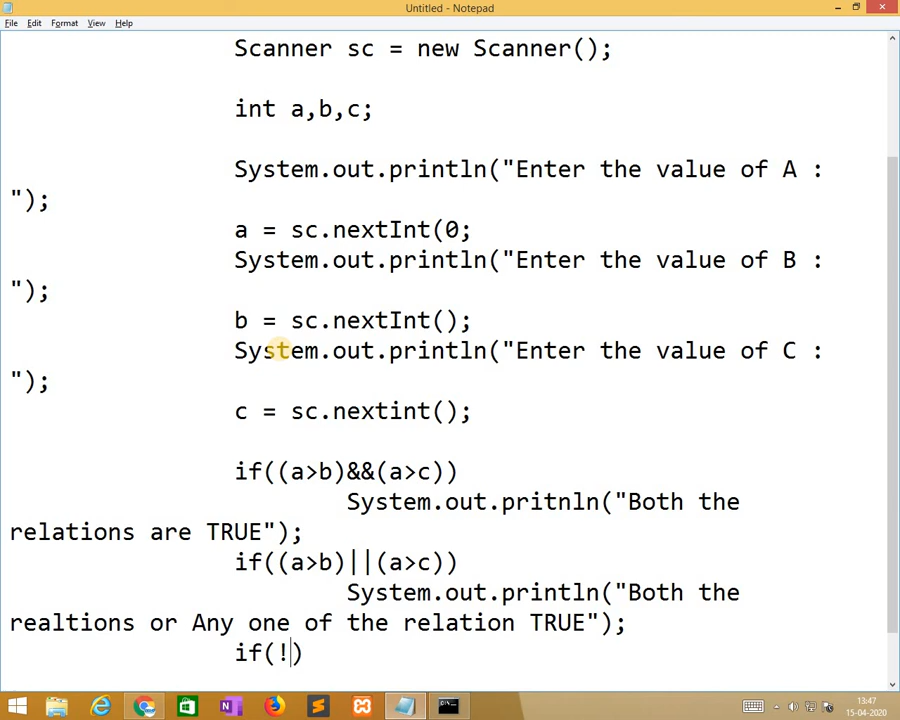 Untitled - Notepad
File Edit Format View Help
Scanner sc = new Scanner();
int a,b,c;
System.out.println("Enter the value of A :
");
a = sc.nextInt(0;
System.out.println("Enter the value of B :
");
b = sc.nextInt();
System.out.println("Enter the value of C :
");
c = sc.nextint();
if((a>b)&&(a>c))
System.out.pritnln("Both the
relations are TRUE");
if((a>b)||(a>c))
System.out.println("Both the
realtions or Any one of the relation TRUE");
if(!)
13:47
15-04-2020